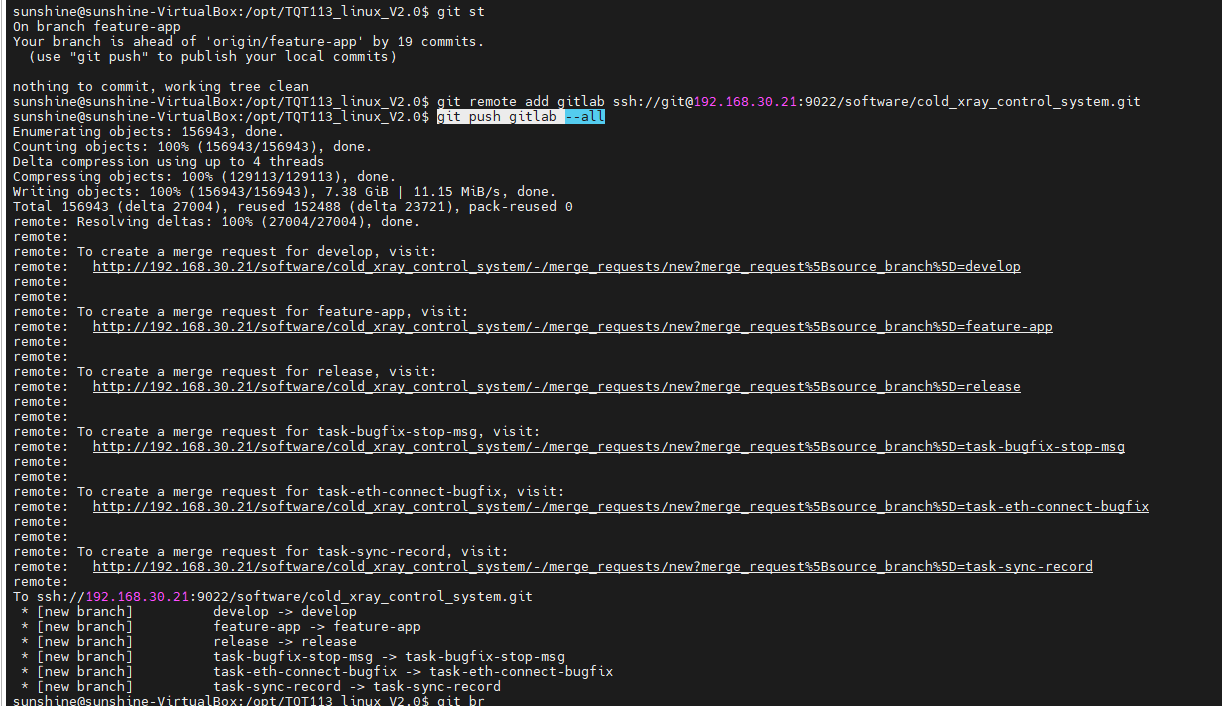 sunshine@sunshine-VirtualBox:/opt/TQT113_linux_V2.0$ git st
On branch feature-app
Your branch is ahead of 'origin/feature-app' by 19 commits.
  (use "git push" to publish your local commits)

nothing to commit, working tree clean
sunshine@sunshine-VirtualBox:/opt/TQT113_linux_V2.0$ git remote add gitlab ssh://git@192.168.30.21:9022/software/cold_xray_control_system.git
sunshine@sunshine-VirtualBox:/opt/TQT113_linux_V2.0$ git push gitlab --all
Enumerating objects: 156943, done.
Counting objects: 100% (156943/156943), done.
Delta compression using up to 4 threads
Compressing objects: 100% (129113/129113), done.
Writing objects: 100% (156943/156943), 7.38 GiB | 11.15 MiB/s, done.
Total 156943 (delta 27004), reused 152488 (delta 23721), pack-reused 0
remote: Resolving deltas: 100% (27004/27004), done.
remote:
remote: To create a merge request for develop, visit:
remote:   http://192.168.30.21/software/cold_xray_control_system/-/merge_requests/new?merge_request%5Bsource_branch%5D=develop
remote:
remote:
remote: To create a merge request for feature-app, visit:
remote:   http://192.168.30.21/software/cold_xray_control_system/-/merge_requests/new?merge_request%5Bsource_branch%5D=feature-app
remote:
remote:
remote: To create a merge request for release, visit:
remote:   http://192.168.30.21/software/cold_xray_control_system/-/merge_requests/new?merge_request%5Bsource_branch%5D=release
remote:
remote:
remote: To create a merge request for task-bugfix-stop-msg, visit:
remote:   http://192.168.30.21/software/cold_xray_control_system/-/merge_requests/new?merge_request%5Bsource_branch%5D=task-bugfix-stop-msg
remote:
remote:
remote: To create a merge request for task-eth-connect-bugfix, visit:
remote:   http://192.168.30.21/software/cold_xray_control_system/-/merge_requests/new?merge_request%5Bsource_branch%5D=task-eth-connect-bugfix
remote:
remote:
remote: To create a merge request for task-sync-record, visit:
remote:   http://192.168.30.21/software/cold_xray_control_system/-/merge_requests/new?merge_request%5Bsource_branch%5D=task-sync-record
remote:
To ssh://192.168.30.21:9022/software/cold_xray_control_system.git
 * [new branch]          develop -> develop
 * [new branch]          feature-app -> feature-app
 * [new branch]          release -> release
 * [new branch]          task-bugfix-stop-msg -> task-bugfix-stop-msg
 * [new branch]          task-eth-connect-bugfix -> task-eth-connect-bugfix
 * [new branch]          task-sync-record -> task-sync-record
sunshine@sunshine-VirtualBox:/opt/TQT113_linux_V2.0$ git br